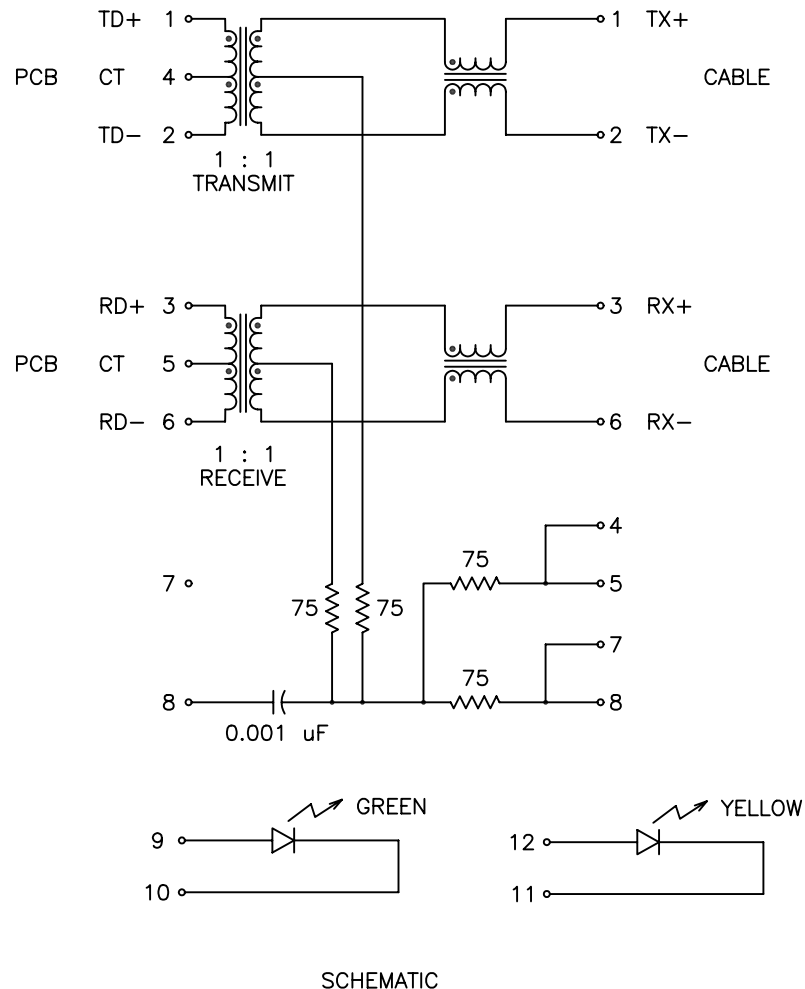 TD+ 1 1 TX+
PCB CT 4 CABLE
TD- 2 2 TX-
1 : 1
TRANSMIT
RD+ 3 3 RX+
PCB CT 5 CABLE
RD- 6 6 RX-
1 : 1
RECEIVE
4
75
7 5
75 75
7
75
8 8
0.001 uF
GREEN YELLOW
9 12
10 11
SCHEMATIC